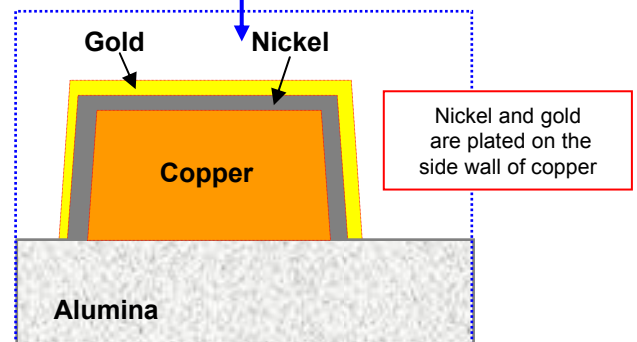 Gold
Nickel
Nickel and gold
are plated on the
side wall of copper
Copper
Alumina